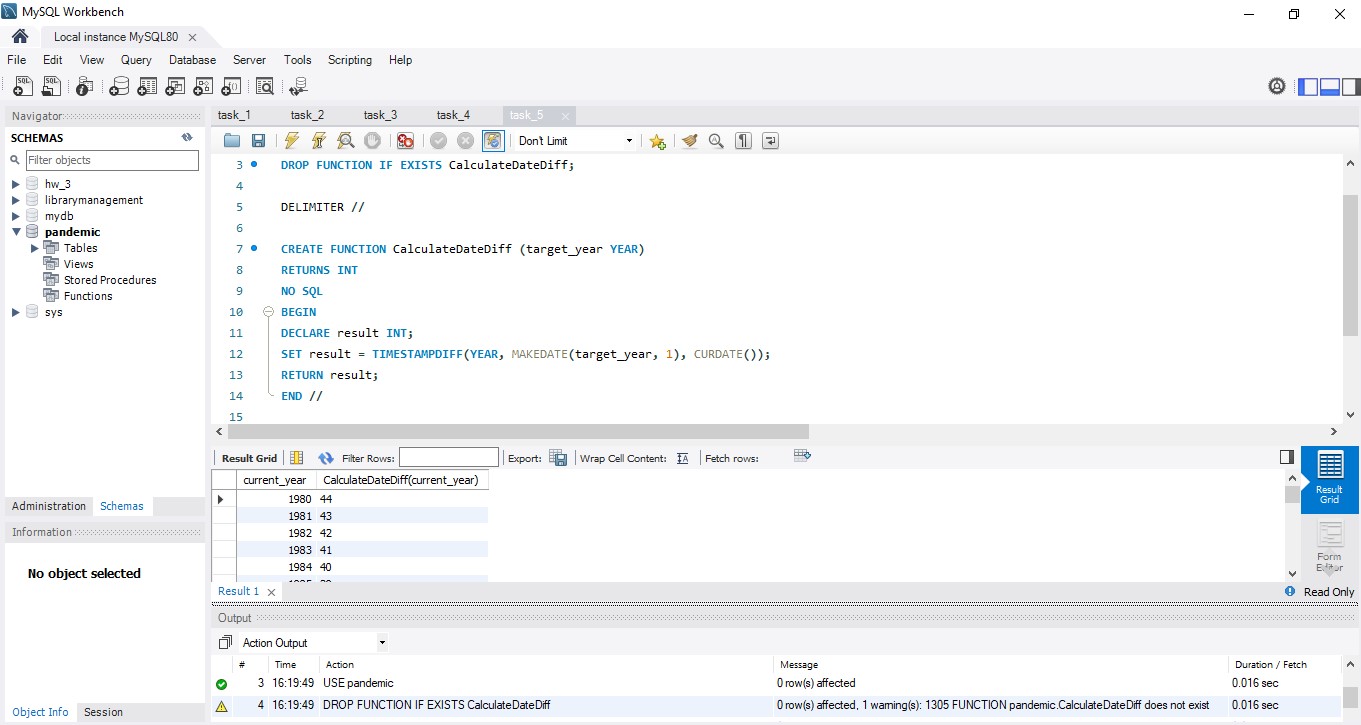 MySQL Workbench
Local instance MySQL80
File Edit View Query Database Server Tools Scripting Help
Navigator
SCHEMAS
Filter objects
hw_3
librarymanagement
mydb
pandemic
Tables
Views
Stored Procedures
Functions
sys
Administration Schemas
Information
No object selected
Object Info Session
task_1 task_2 task_3 task_4 task_5
Don't Limit
3 DROP FUNCTION IF EXISTS CalculateDateDiff;
4
5 DELIMITER //
6
7 CREATE FUNCTION CalculateDateDiff (target_year YEAR)
8 RETURNS INT
9 NO SQL
10 BEGIN
11 DECLARE result INT;
12 SET result = TIMESTAMPDIFF(YEAR, MAKEDATE(target_year, 1), CURDATE());
13 RETURN result;
14 END //
15
Result Grid Filter Rows: Export: Wrap Cell Content: Fetch rows:
current_year CalculateDateDiff(current_year)
1980 44
1981 43
1982 42
1983 41
1984 40
Result Grid
Form Editor
Result 1 Read Only
Output
Action Output
# Time Action Message Duration / Fetch
3 16:19:49 USE pandemic 0 row(s) affected 0.016 sec
4 16:19:49 DROP FUNCTION IF EXISTS CalculateDateDiff 0 row(s) affected, 1 warning(s): 1305 FUNCTION pandemic.CalculateDateDiff does not exist 0.016 sec